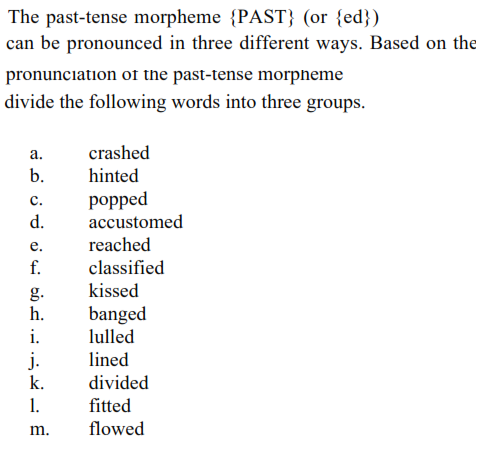 The past-tense morpheme {PAST} (or {ed})
can be pronounced in three different ways. Based on the
pronunciation of the past-tense morpheme
divide the following words into three groups.
a. crashed
b. hinted
c. popped
d. accustomed
e. reached
f. classified
g. kissed
h. banged
i. lulled
j. lined
k. divided
l. fitted
m. flowed